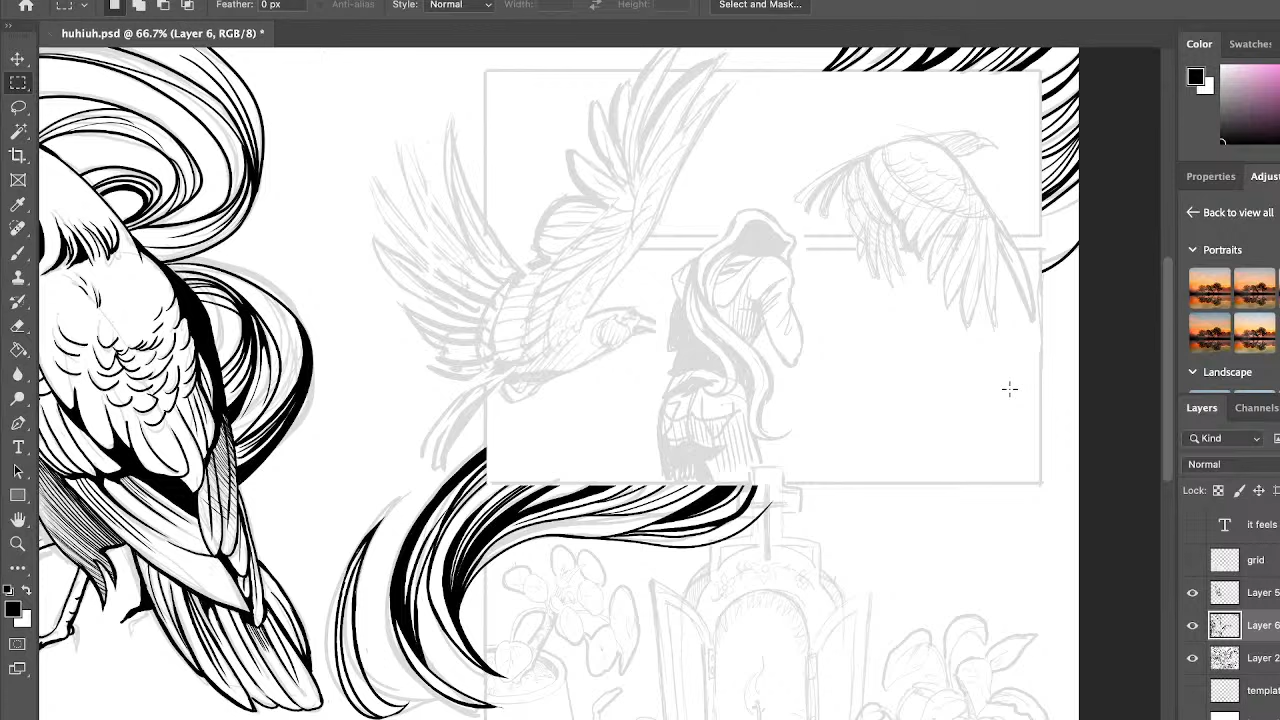 Feather: 0 px Anti-alias Style: Normal Width: Height: Select and Mask...
huhiuh.psd @ 66.7% (Layer 6, RGB/8) *
Color Swatches
Properties Adjus
Back to view all
Portraits
Landscape
Layers Channels
Kind
Normal
Lock:
it feels
grid
Layer 5
Layer 6
Layer 2
templat